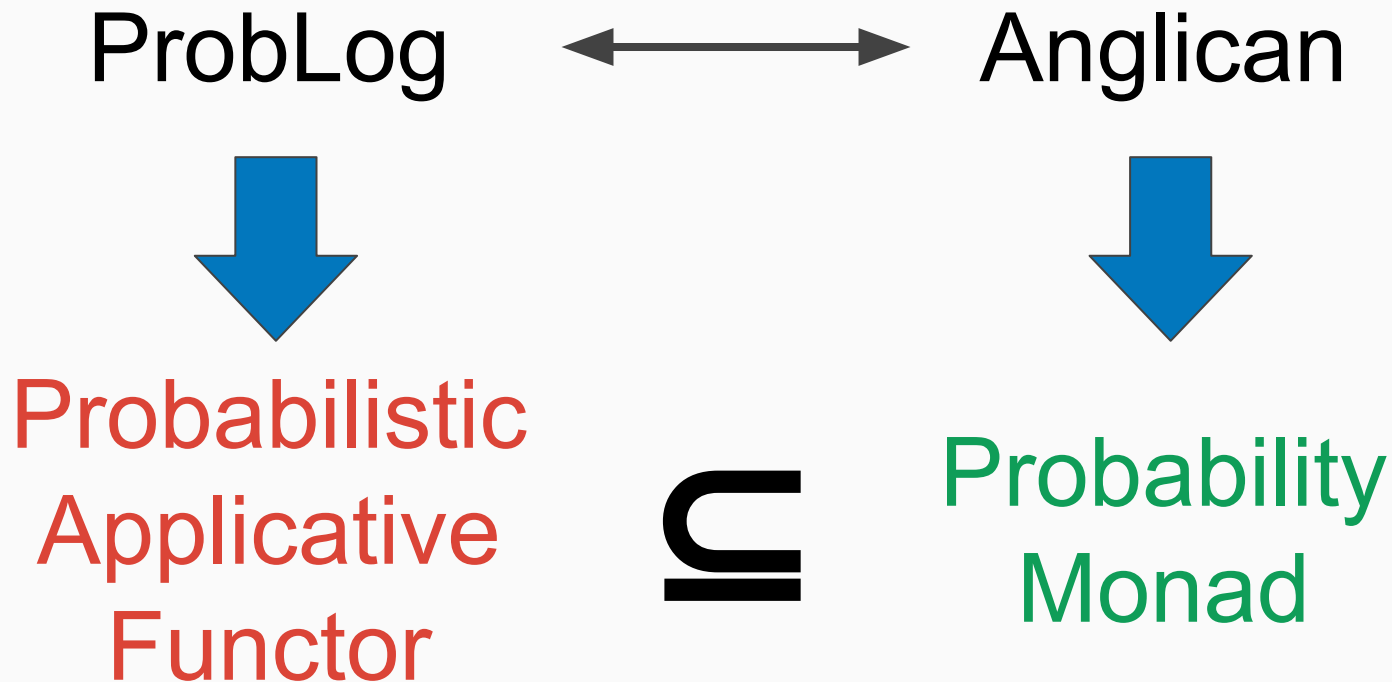 ProbLog
Anglican
Probabilistic
Applicative
Functor
⊆
Probability
Monad